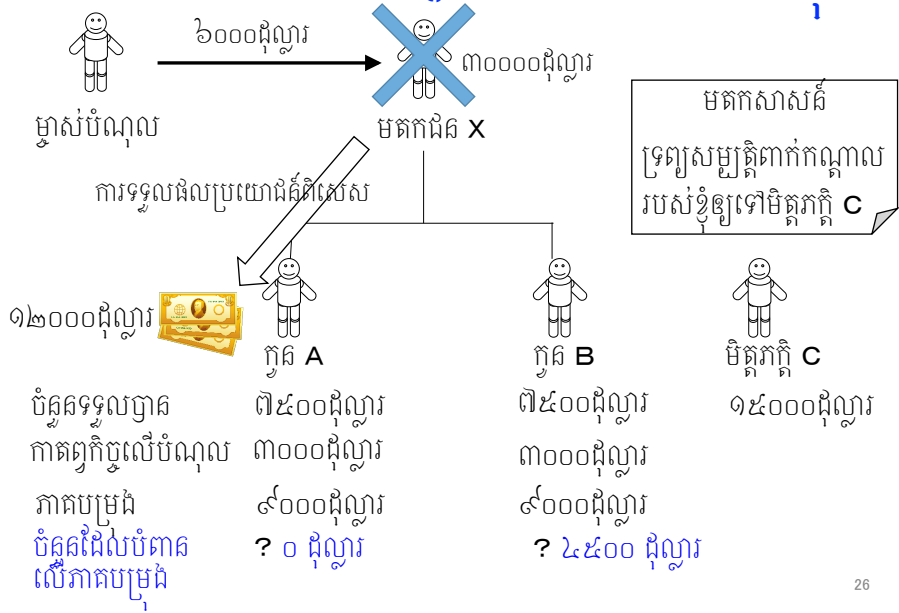 ៦០០០ដុល្លារ
៣០០០០ដុល្លារ
ម្ចាស់បំណុល
មតកជន X
មតកសាសន៍
ទ្រព្យសម្បត្តិពាក់កណ្តាល
របស់ខ្ញុំឲ្យទៅមិត្តភក្តិ C
ការទទួលផលប្រយោជន៍ពិសេស
១២០០០ដុល្លារ
កូន A
កូន B
មិត្តភក្តិ C
ចំនួនទទួលបាន ៧៥០០ដុល្លារ ៧៥០០ដុល្លារ ១៥០០០ដុល្លារ
កាតព្វកិច្ចលើបំណុល ៣០០០ដុល្លារ ៣០០០ដុល្លារ
ភាគបម្រុង ៩០០០ដុល្លារ ៩០០០ដុល្លារ
ចំនួនដែលបំពាន ? ០ ដុល្លារ ? ៤៥០០ ដុល្លារ
លើភាគបម្រុង
26